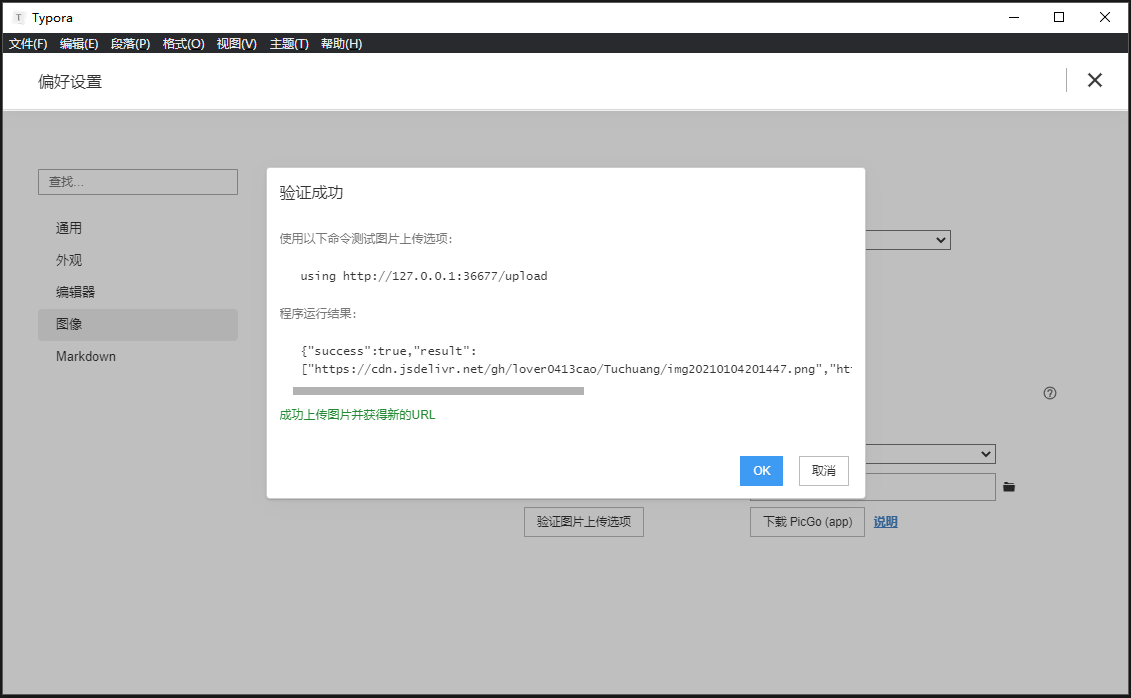 T Typora
文件(F) 编辑(E) 段落(P) 格式(O) 视图(V) 主题(T) 帮助(H)
偏好设置
查找...
通用
外观
编辑器
图像
Markdown
验证成功
使用以下命令测试图片上传选项:
using http://127.0.0.1:36677/upload
程序运行结果:
{"success":true,"result":
["https://cdn.jsdelivr.net/gh/lover0413cao/Tuchuang/img20210104201447.png","ht
成功上传图片并获得新的URL
OK 取消
验证图片上传选项 下载 PicGo (app) 说明